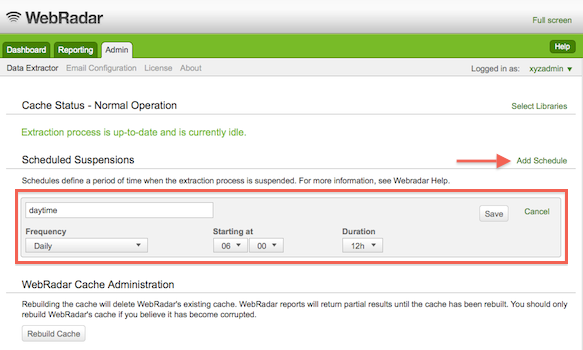 WebRadar
Full screen
Dashboard Reporting Admin Help
Data Extractor Email Configuration License About Logged in as: xyzadmin
Cache Status - Normal Operation Select Libraries
Extraction process is up-to-date and is currently idle.
Scheduled Suspensions Add Schedule
Schedules define a period of time when the extraction process is suspended. For more information, see Webradar Help.
daytime Save Cancel
Frequency Starting at Duration
Daily 06 00 12h
WebRadar Cache Administration
Rebuilding the cache will delete WebRadar's existing cache. WebRadar reports will return partial results until the cache has been rebuilt. You should only
rebuild WebRadar's cache if you believe it has become corrupted.
Rebuild Cache